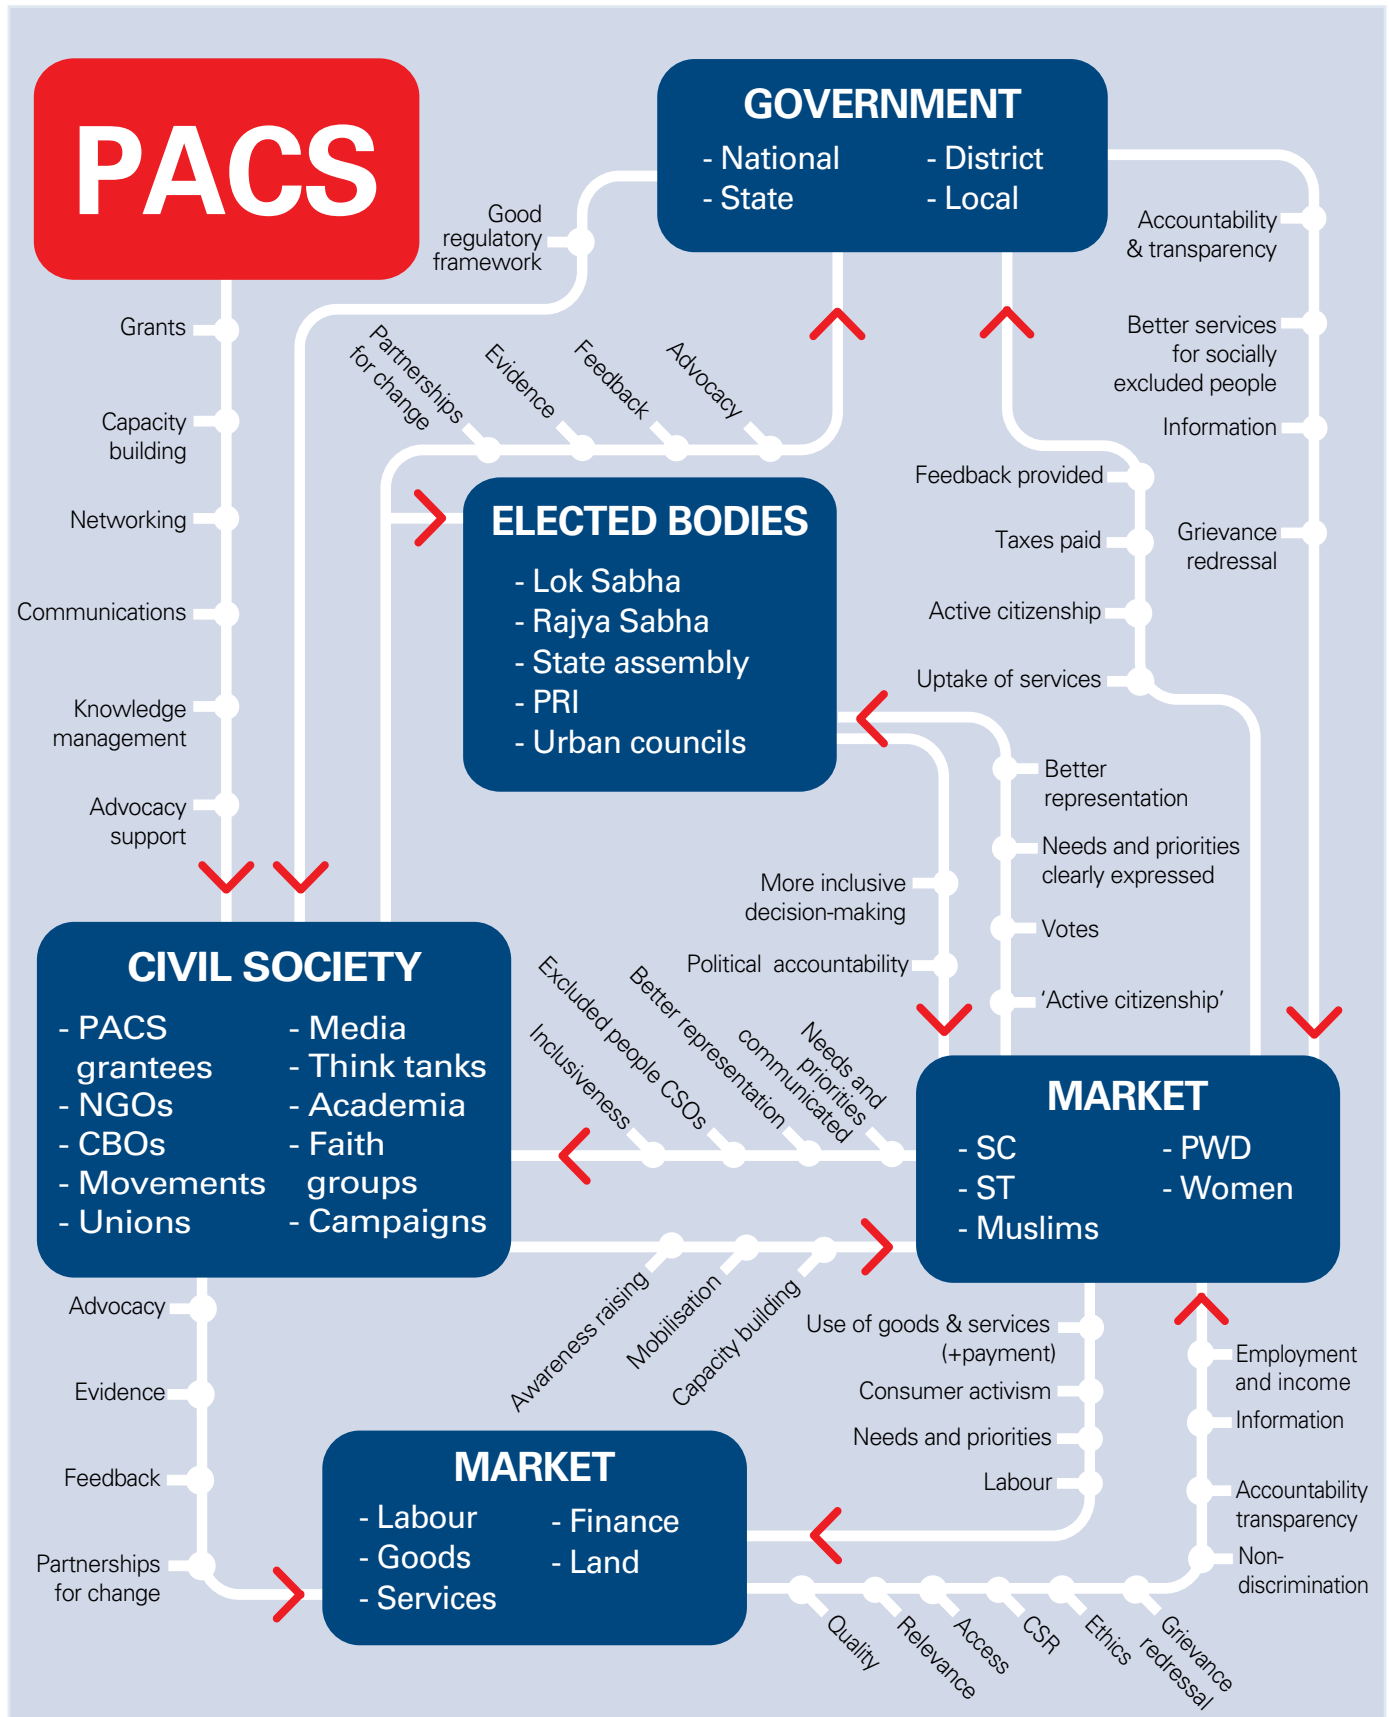 PACS
GOVERNMENT
- National
- State
- District
- Local
Good
regulatory
framework
Accountability
& transparency
Better services
for socially
excluded people
Information
Grievance
redressal
Grants
Capacity
building
Networking
Communications
Knowledge
management
Advocacy
support
Partnerships
for change
Evidence
Feedback
Advocacy
Feedback provided
Taxes paid
Active citizenship
Uptake of services
ELECTED BODIES
- Lok Sabha
- Rajya Sabha
- State assembly
- PRI
- Urban councils
Better
representation
Needs and priorities
clearly expressed
Votes
'Active citizenship'
More inclusive
decision-making
Political accountability
CIVIL SOCIETY
- PACS
grantees
- NGOs
- CBOs
- Movements
- Unions
- Media
- Think tanks
- Academia
- Faith
groups
- Campaigns
Inclusiveness
Excluded people CSOs
Better representation
Needs and
priorities
communicated
MARKET
- SC
- ST
- Muslims
- PWD
- Women
Awareness raising
Mobilisation
Capacity building
Advocacy
Evidence
Feedback
Partnerships
for change
Use of goods & services
(+payment)
Consumer activism
Needs and priorities
Labour
Employment
and income
Information
Accountability
transparency
Non-
discrimination
MARKET
- Labour
- Goods
- Services
- Finance
- Land
Quality
Relevance
Access
CSR
Ethics
Grievance
redressal